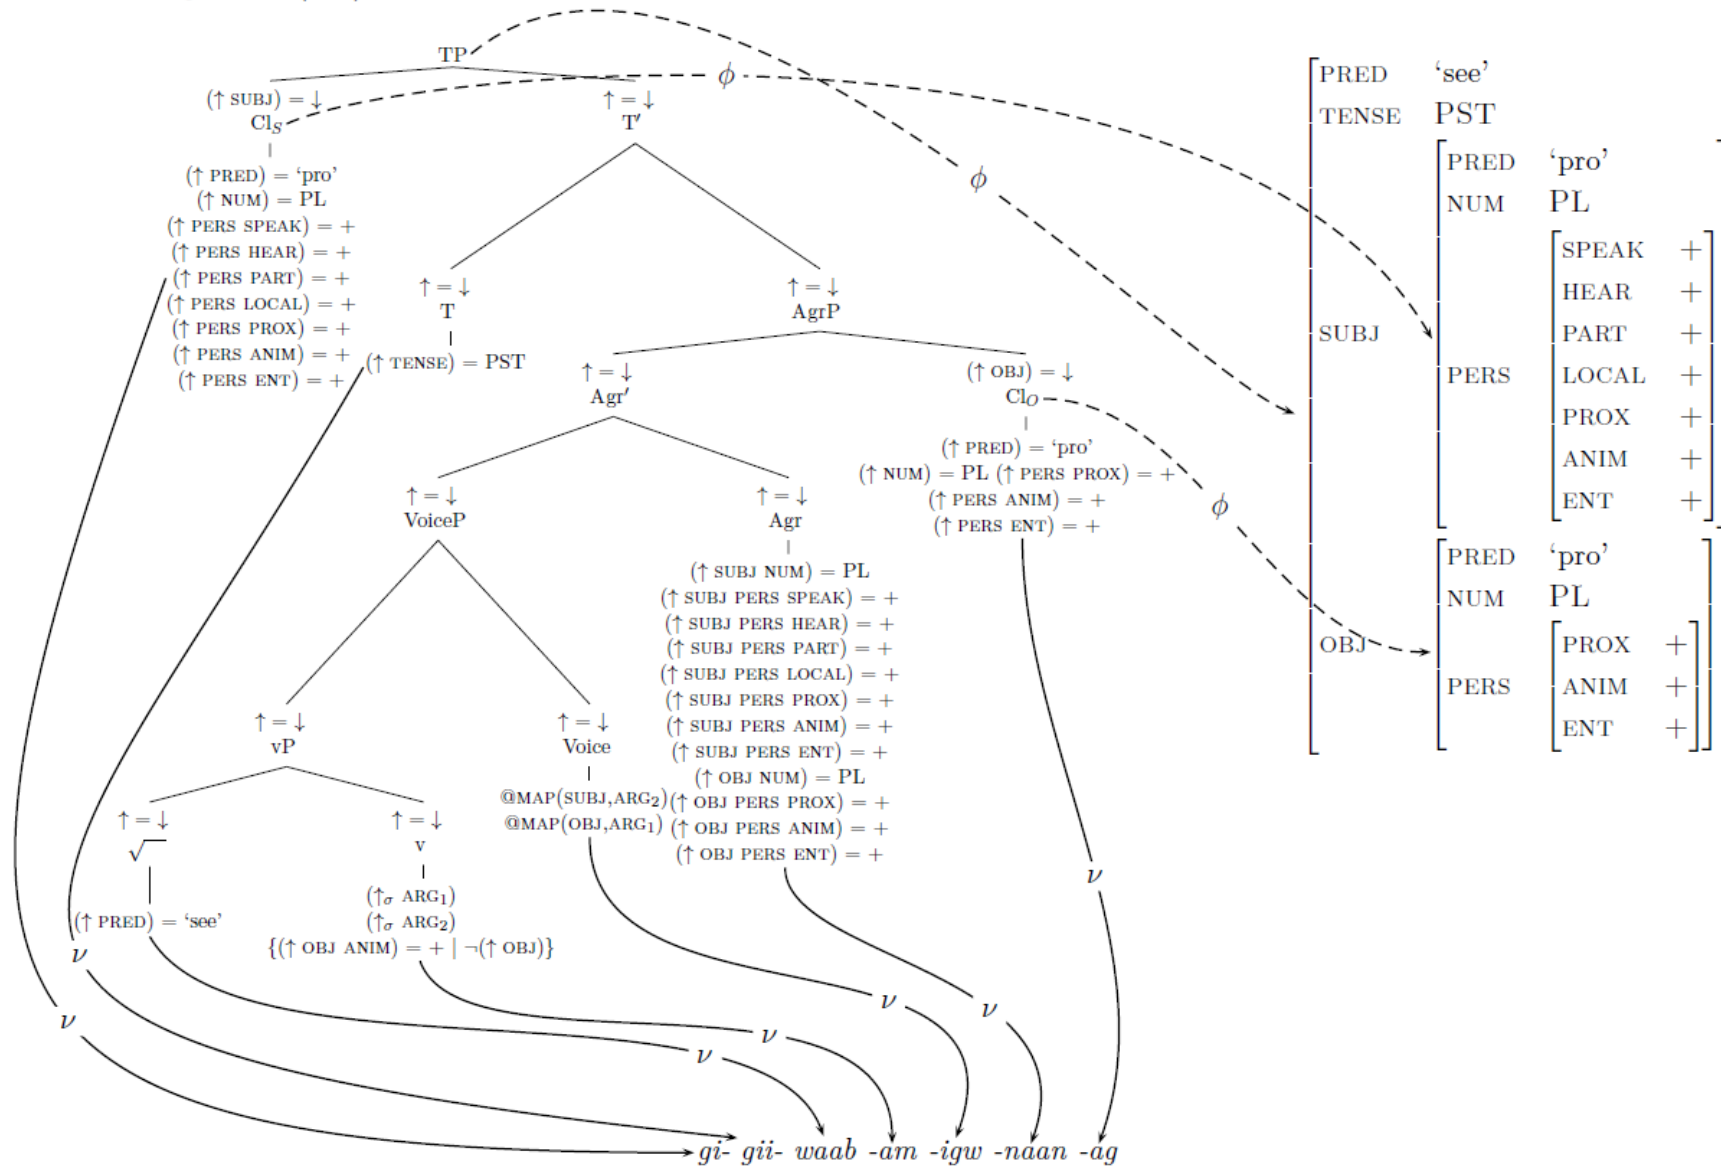 TP
(↑ SUBJ) = ↓
Cl_S
(↑ PRED) = ‘pro’
(↑ NUM) = PL
(↑ PERS SPEAK) = +
(↑ PERS HEAR) = +
(↑ PERS PART) = +
(↑ PERS LOCAL) = +
(↑ PERS PROX) = +
(↑ PERS ANIM) = +
(↑ PERS ENT) = +
↑ = ↓
T′
↑ = ↓
T
(↑ TENSE) = PST
↑ = ↓
AgrP
↑ = ↓
Agr′
(↑ OBJ) = ↓
Cl_O
(↑ PRED) = ‘pro’
(↑ NUM) = PL (↑ PERS PROX) = +
(↑ PERS ANIM) = +
(↑ PERS ENT) = +
↑ = ↓
VoiceP
↑ = ↓
Agr
(↑ SUBJ NUM) = PL
(↑ SUBJ PERS SPEAK) = +
(↑ SUBJ PERS HEAR) = +
(↑ SUBJ PERS PART) = +
(↑ SUBJ PERS LOCAL) = +
(↑ SUBJ PERS PROX) = +
(↑ SUBJ PERS ANIM) = +
(↑ SUBJ PERS ENT) = +
(↑ OBJ NUM) = PL
(↑ OBJ PERS PROX) = +
(↑ OBJ PERS ANIM) = +
(↑ OBJ PERS ENT) = +
↑ = ↓
vP
↑ = ↓
Voice
@MAP(SUBJ,ARG₂)
@MAP(OBJ,ARG₁)
↑ = ↓
√
(↑ PRED) = ‘see’
↑ = ↓
v
(↑σ ARG₁)
(↑σ ARG₂)
{(↑ OBJ ANIM) = + | ¬(↑ OBJ)}
ϕ
ϕ
ϕ
ν
ν
ν
ν
ν
ν
ν
gi- gii- waab -am -igw -naan -ag
PRED ‘see’
TENSE PST
SUBJ
PRED ‘pro’
NUM PL
PERS
SPEAK +
HEAR +
PART +
LOCAL +
PROX +
ANIM +
ENT +
OBJ
PRED ‘pro’
NUM PL
PERS
PROX +
ANIM +
ENT +